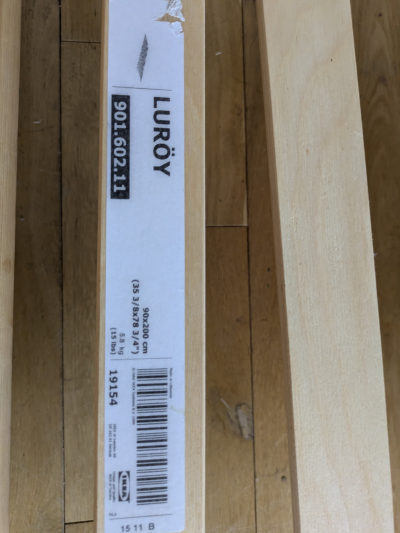 LURÖY
901.602.11
90x200 cm
(35 3/8x78 3/4")
5.8 kg
(15 lbs)
19154
IKEA
15 11 B